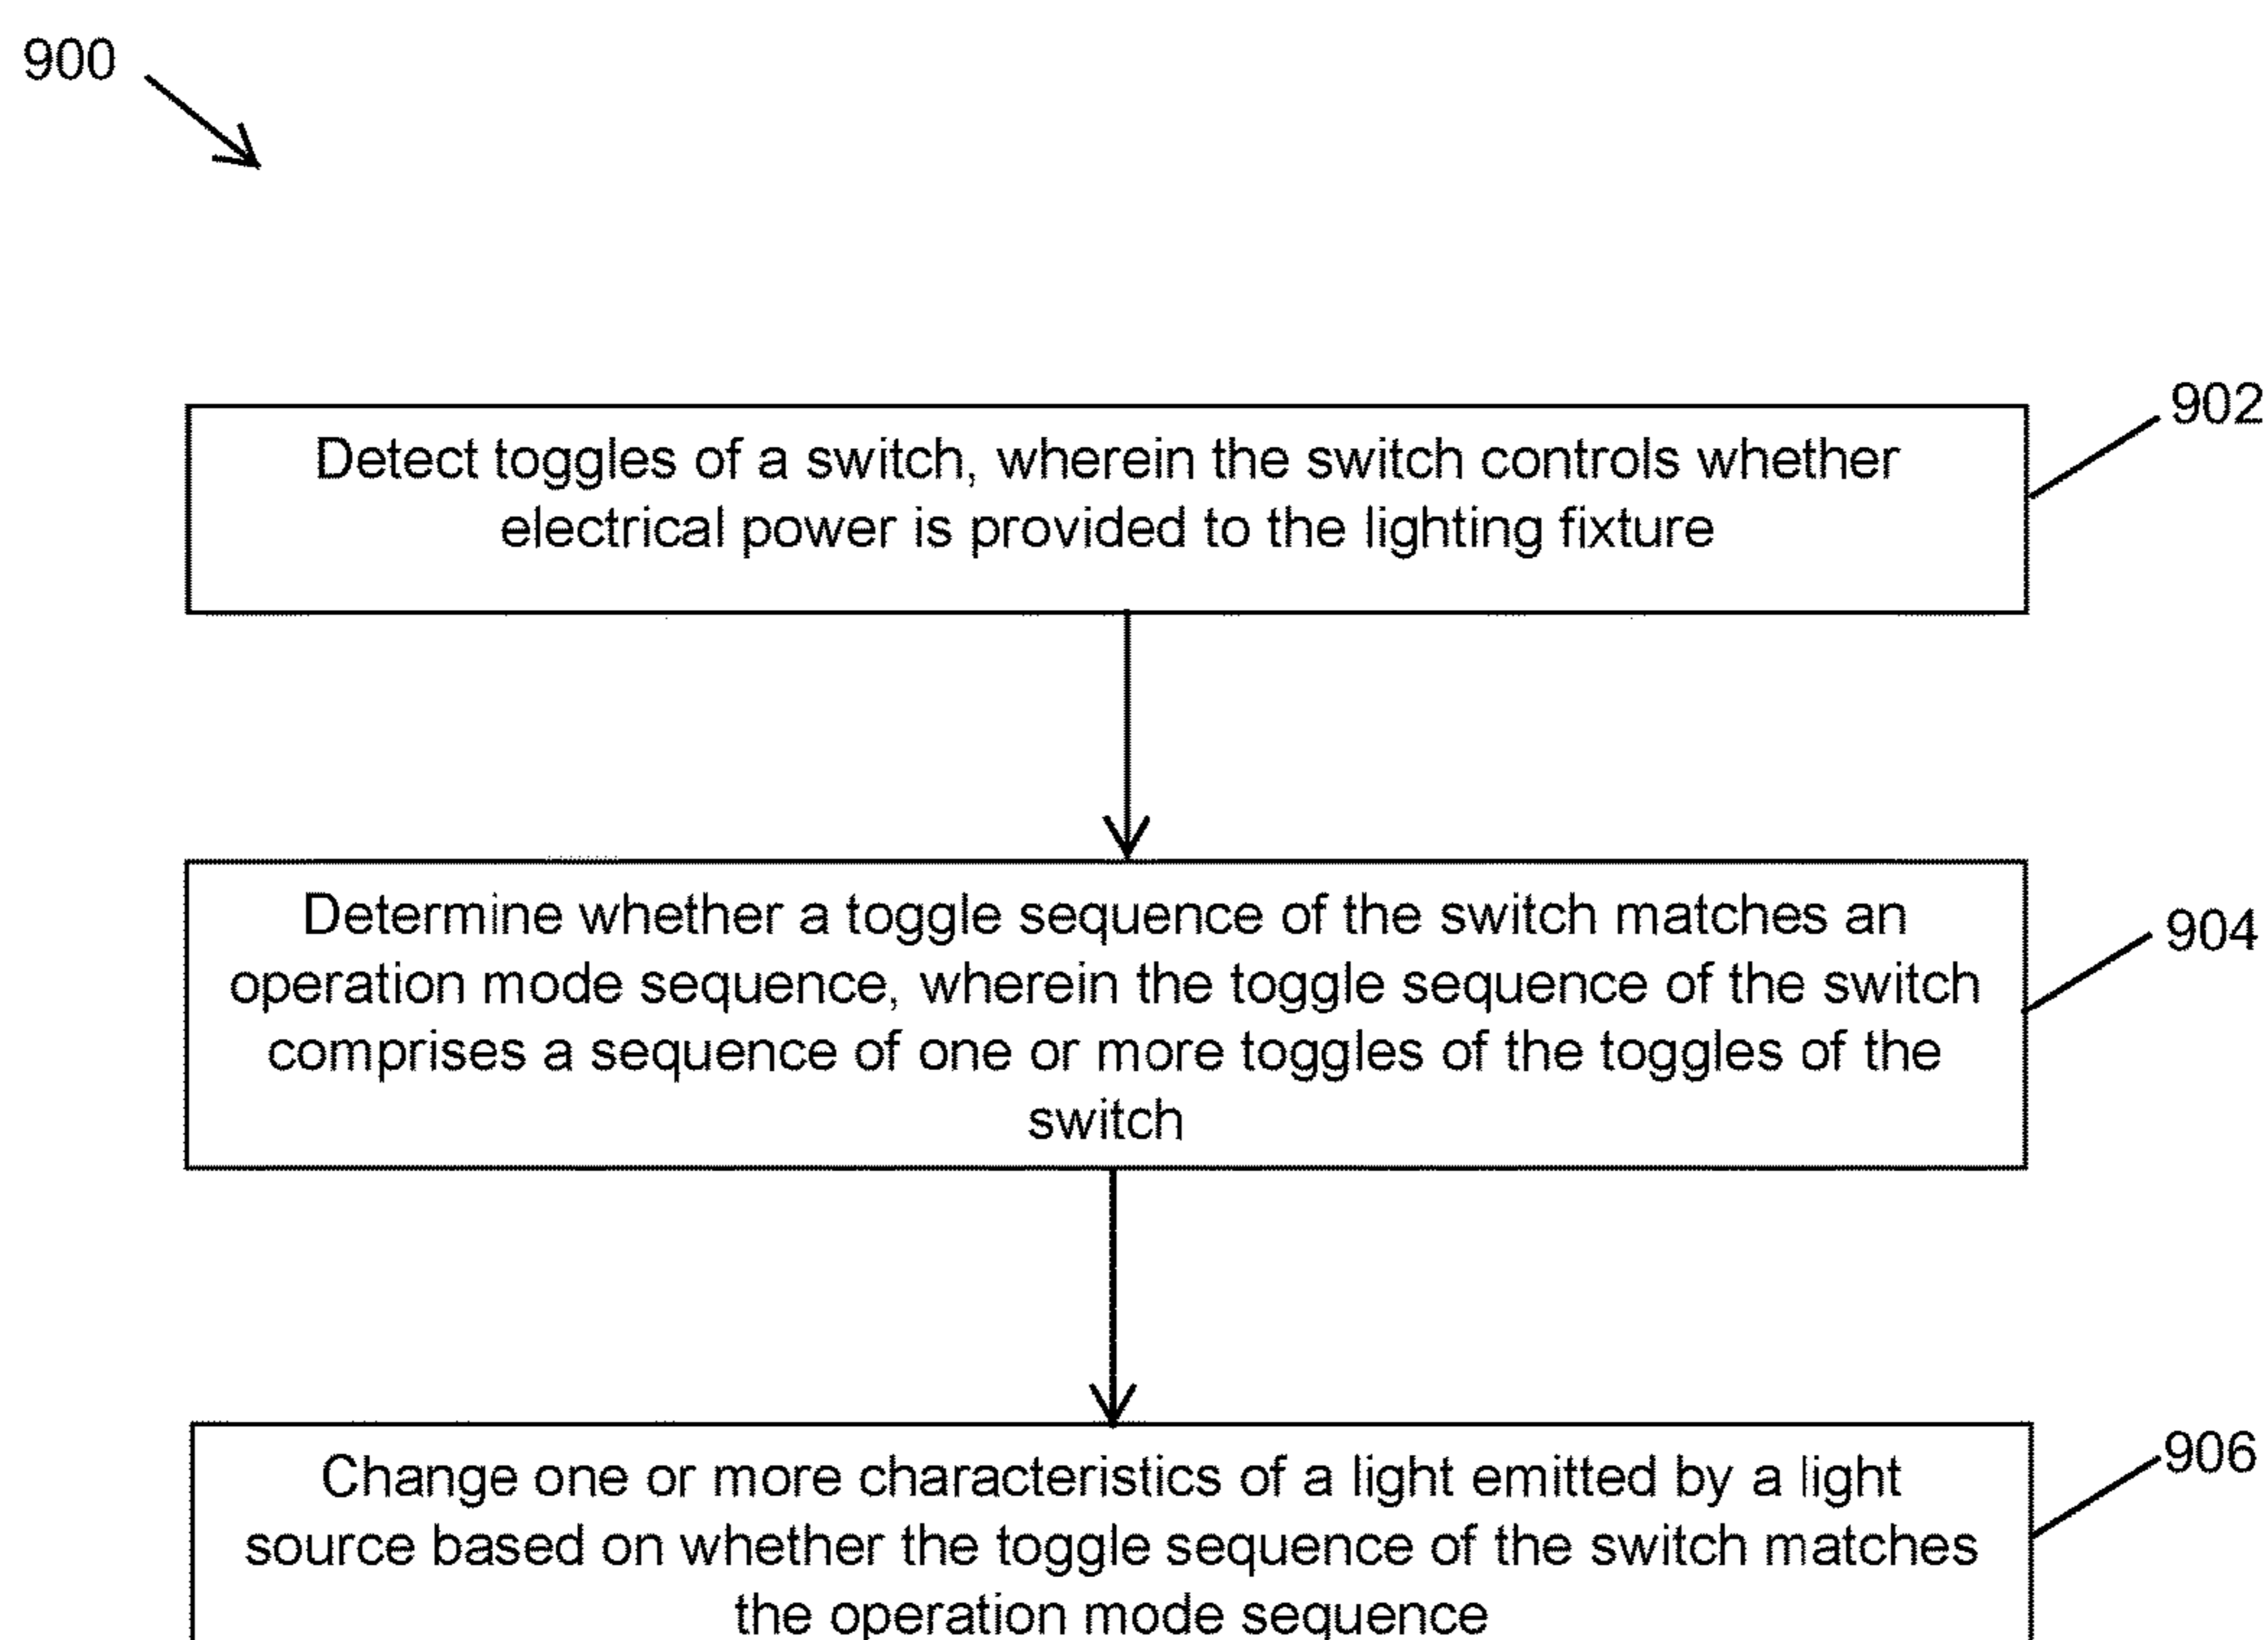 900
902
Detect toggles of a switch, wherein the switch controls whether
electrical power is provided to the lighting fixture
904
Determine whether a toggle sequence of the switch matches an
operation mode sequence, wherein the toggle sequence of the switch
comprises a sequence of one or more toggles of the toggles of the
switch
906
Change one or more characteristics of a light emitted by a light
source based on whether the toggle sequence of the switch matches
the operation mode sequence